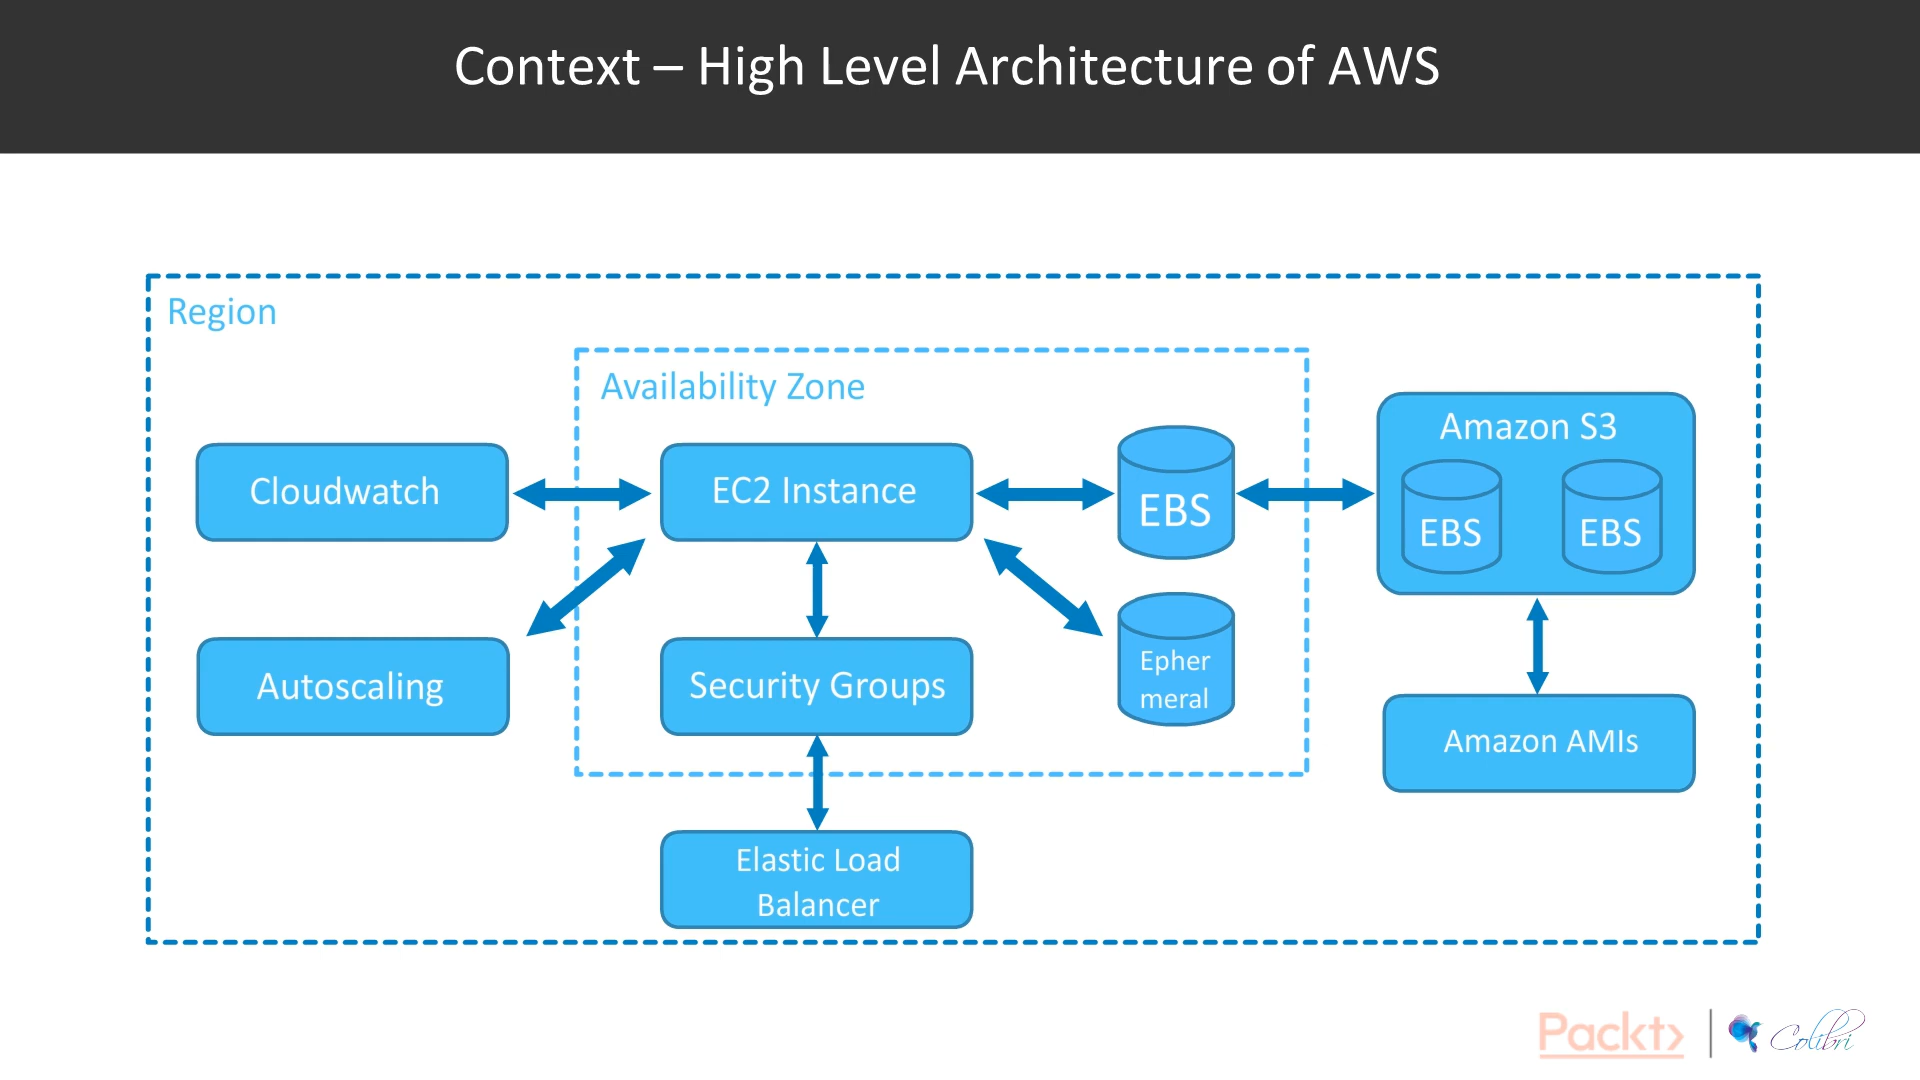 Context – High Level Architecture of AWS
Region
Availability Zone
Cloudwatch
EC2 Instance
EBS
Amazon S3
EBS
EBS
Autoscaling
Security Groups
Epher
meral
Amazon AMIs
Elastic Load
Balancer
Packt>
Colibri